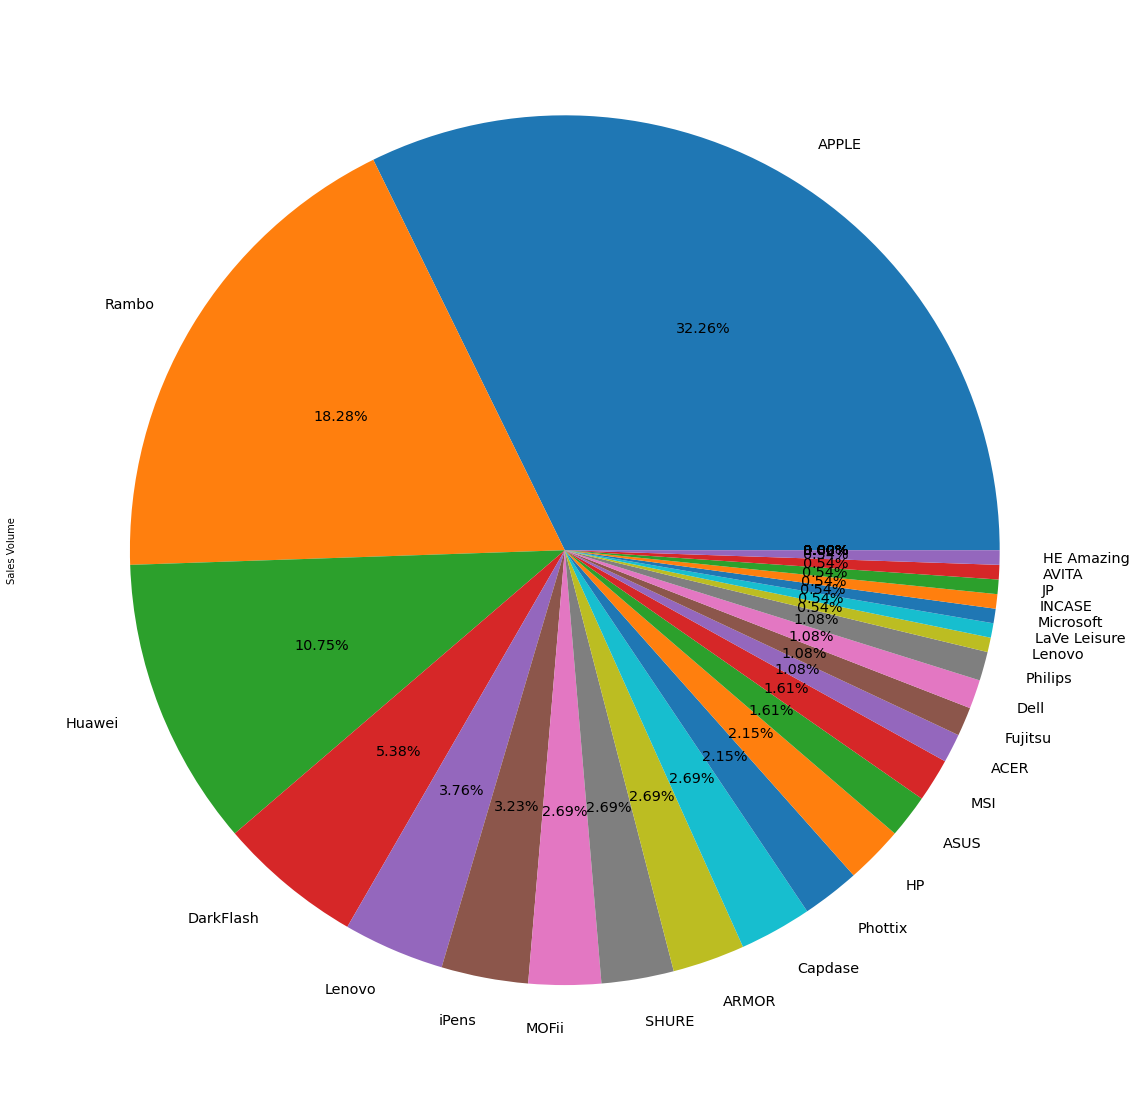 APPLE
32.26%
Rambo
18.28%
Huawei
10.75%
DarkFlash
5.38%
Lenovo
3.76%
iPens
3.23%
MOFii
2.69%
SHURE
2.69%
ARMOR
2.69%
Capdase
2.69%
Phottix
2.15%
HP
2.15%
ASUS
1.61%
MSI
1.61%
ACER
1.08%
Fujitsu
1.08%
Dell
1.08%
Philips
1.08%
Lenovo
0.54%
LaVe Leisure
0.54%
Microsoft
0.54%
INCASE
0.54%
JP
0.54%
AVITA
0.54%
HE Amazing
Sales Volume